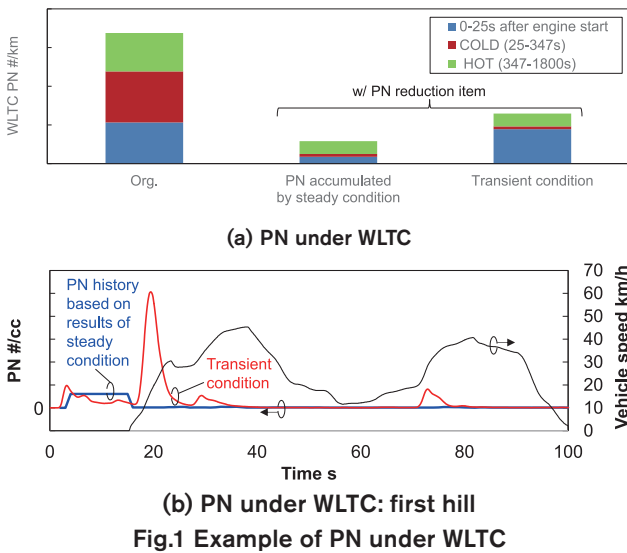 WLTC PN #/km
0-25s after engine start
COLD (25-347s)
HOT (347-1800s)
w/ PN reduction item
Org.
PN accumulated
by steady condition
Transient condition
(a) PN under WLTC
PN history
based on
results of
steady
condition
Transient
condition
PN #/cc
0
Vehicle speed km/h
70
60
50
40
30
20
10
0
0
20
40
60
80
100
Time s
(b) PN under WLTC: first hill
Fig.1 Example of PN under WLTC